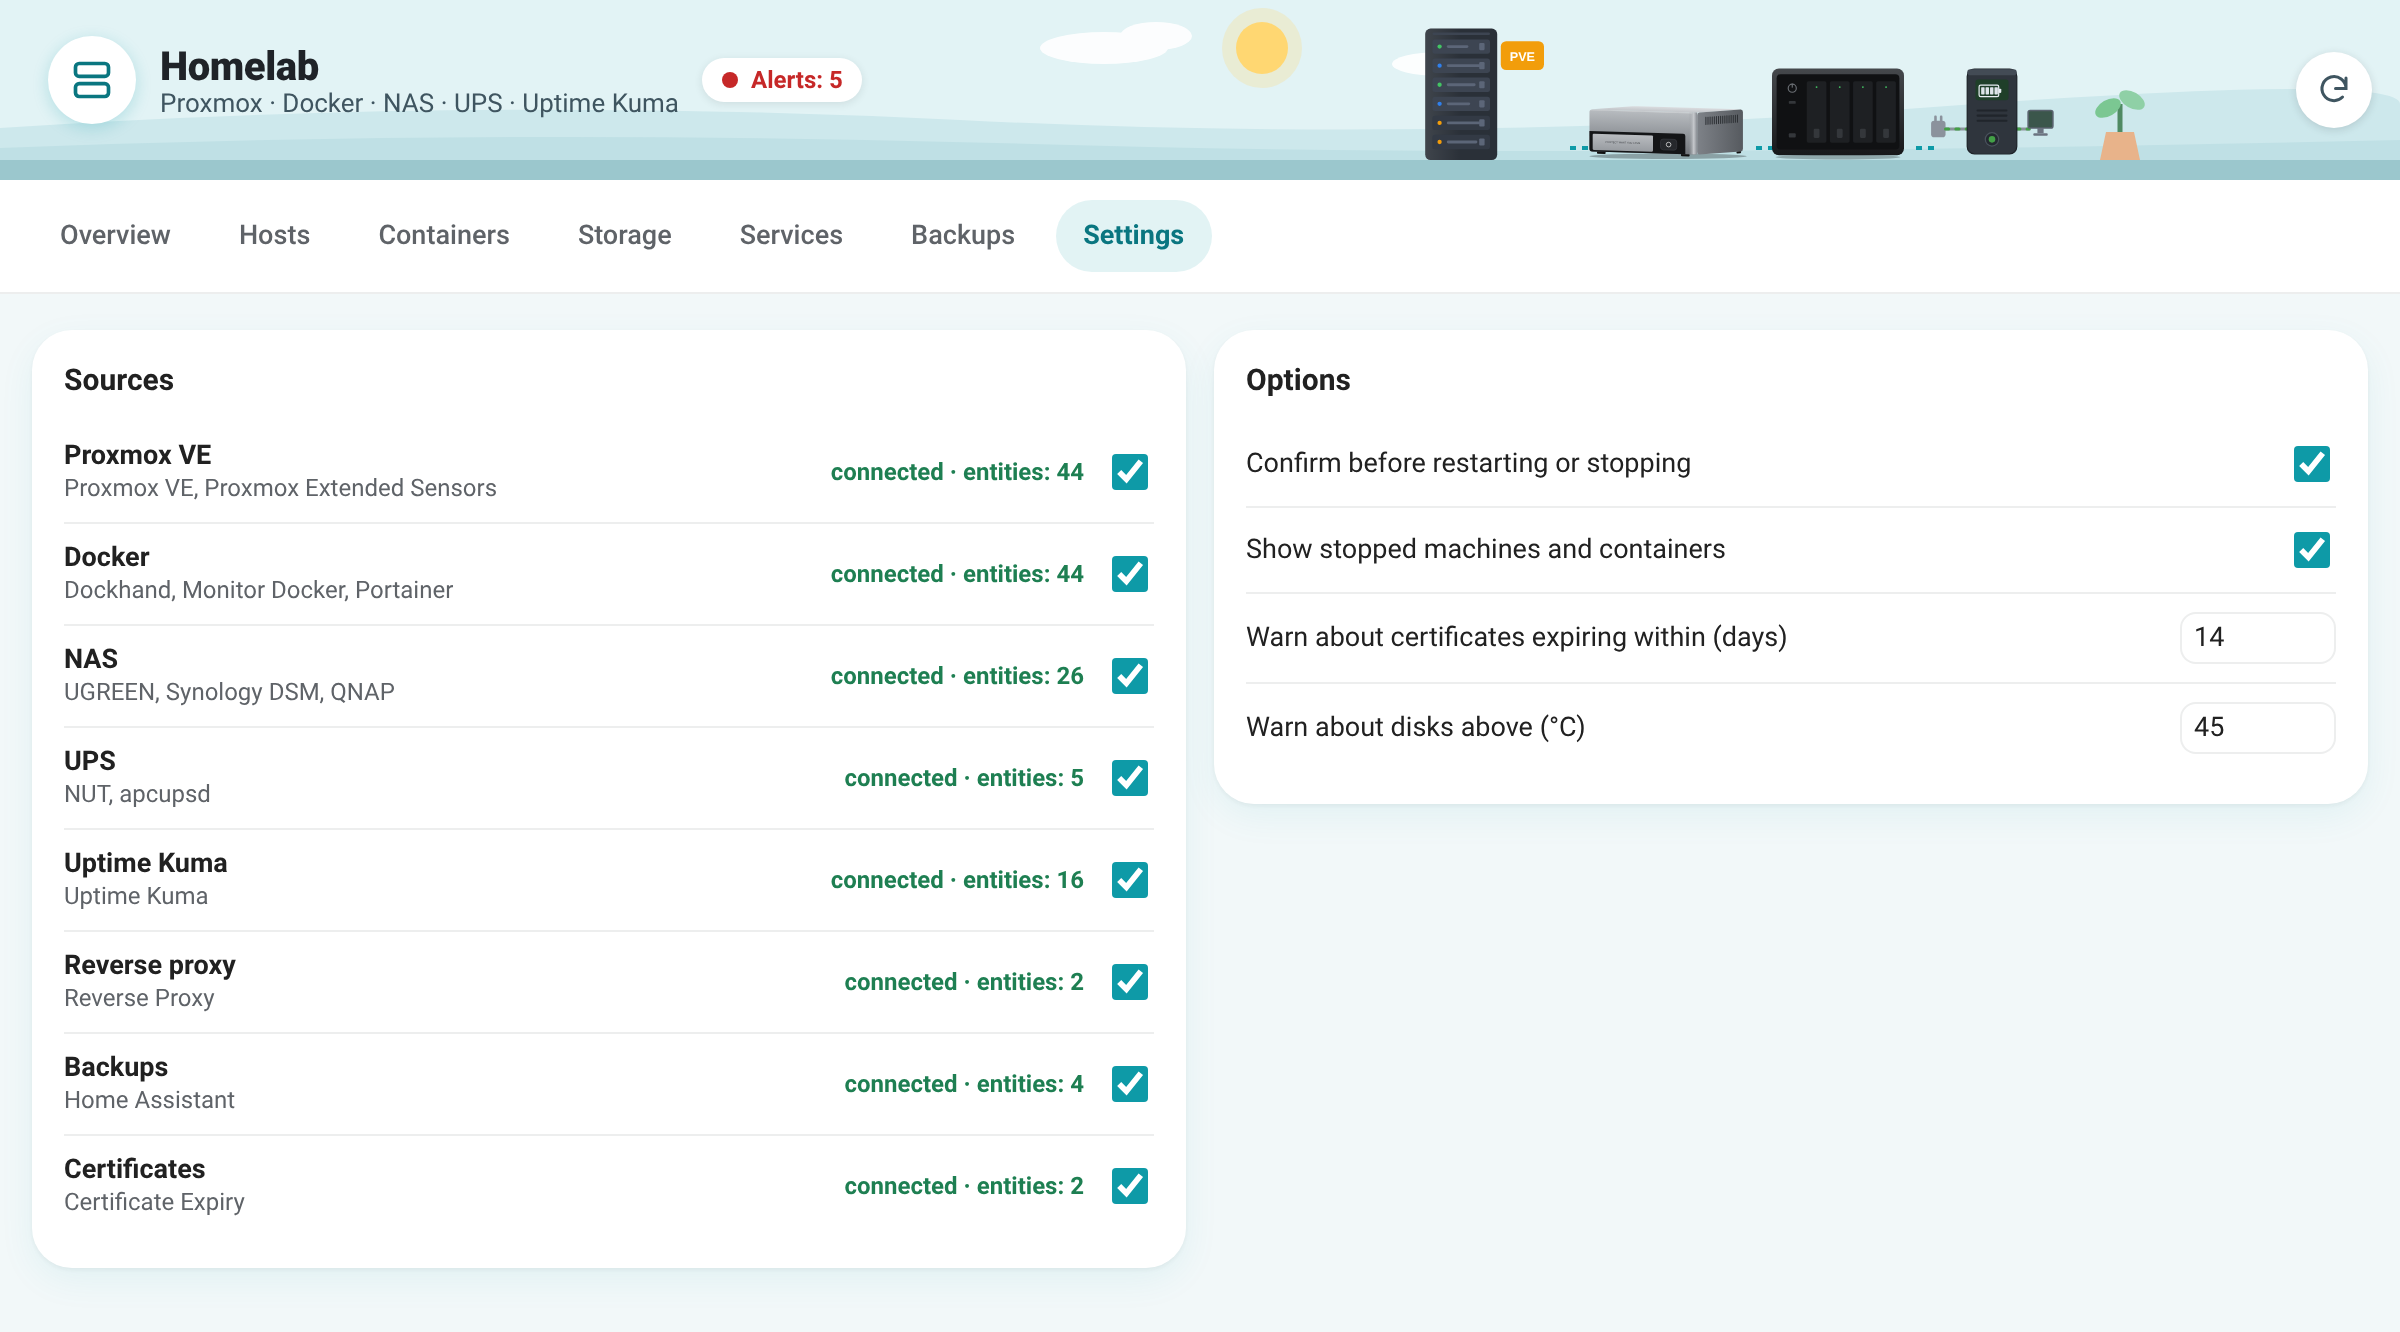 Homelab
Proxmox · Docker · NAS · UPS · Uptime Kuma
Alerts: 5
PVE
Overview
Hosts
Containers
Storage
Services
Backups
Settings
Sources
Proxmox VE
Proxmox VE, Proxmox Extended Sensors
connected · entities: 44
Docker
Dockhand, Monitor Docker, Portainer
connected · entities: 44
NAS
UGREEN, Synology DSM, QNAP
connected · entities: 26
UPS
NUT, apcupsd
connected · entities: 5
Uptime Kuma
Uptime Kuma
connected · entities: 16
Reverse proxy
Reverse Proxy
connected · entities: 2
Backups
Home Assistant
connected · entities: 4
Certificates
Certificate Expiry
connected · entities: 2
Options
Confirm before restarting or stopping
Show stopped machines and containers
Warn about certificates expiring within (days)
14
Warn about disks above (°C)
45